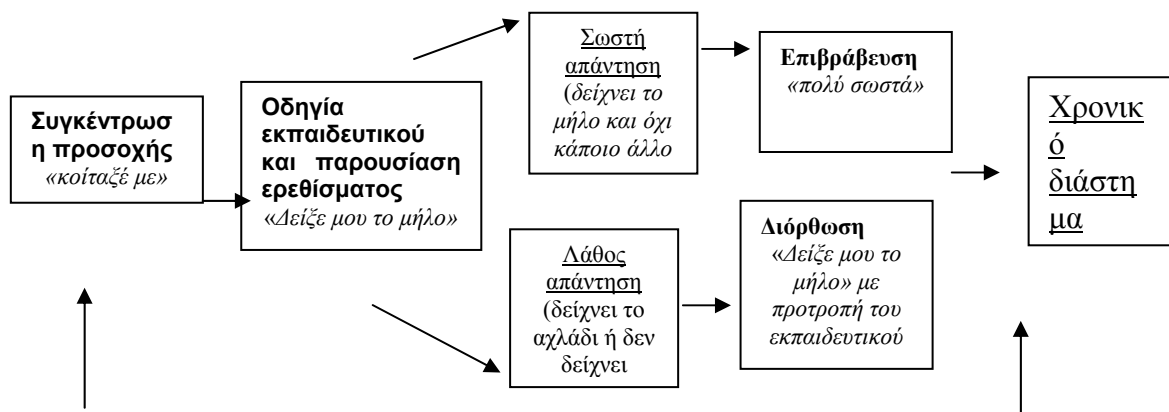 Συγκέντρωσ
η προσοχής
«κοίταξέ με»
Οδηγία
εκπαιδευτικού
και παρουσίαση
ερεθίσματος
«Δείξε μου το μήλο»
Σωστή
απάντηση
(δείχνει το
μήλο και όχι
κάποιο άλλο
Επιβράβευση
«πολύ σωστά»
Λάθος
απάντηση
(δείχνει το
αχλάδι ή δεν
δείχνει
Διόρθωση
«Δείξε μου το
μήλο» με
προτροπή του
εκπαιδευτικού
Χρονικ
ό
διάστη
μα